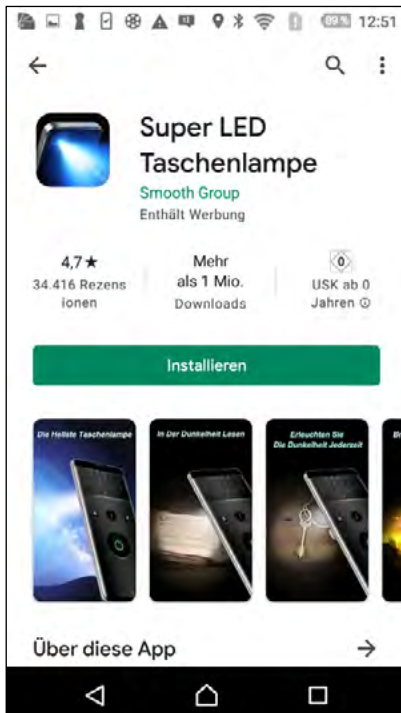 12:51
Super LED
Taschenlampe
Smooth Group
Enthält Werbung
4,7★
34.416 Rezens
ionen
Mehr
als 1 Mio.
Downloads
0
USK ab 0
Jahren
Installieren
Die Hellste Taschenlampe
In Der Dunkelheit Lesen
Erleuchten Sie
Die Dunkelheit Jederzeit
Über diese App